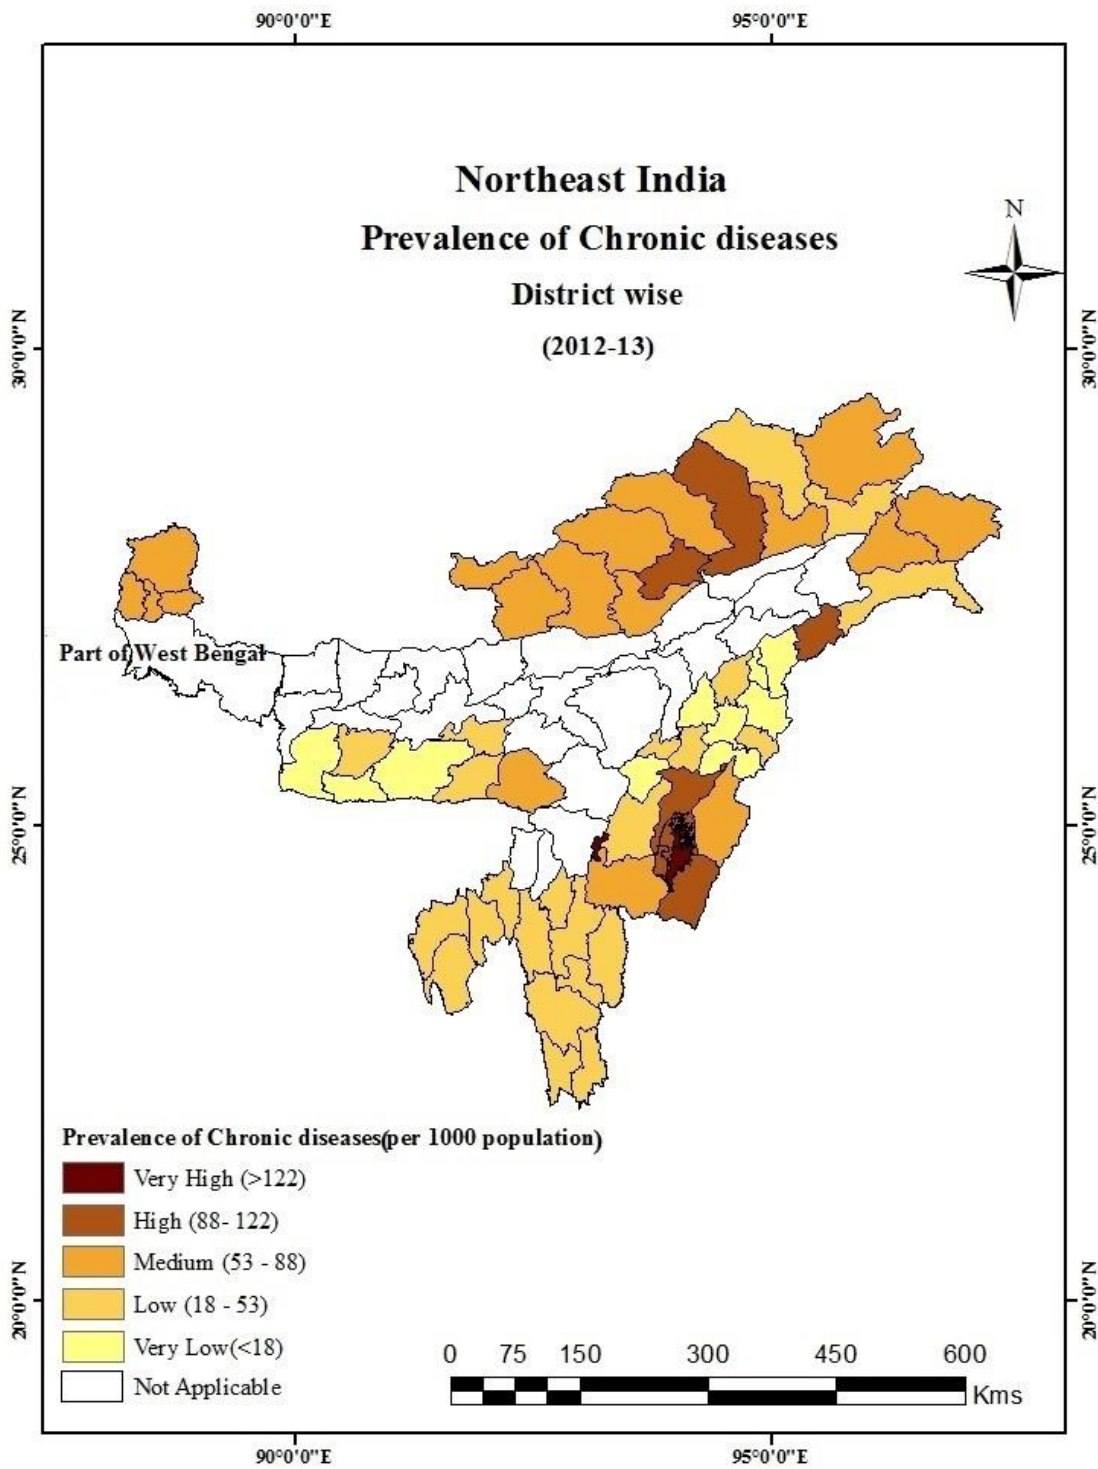 90°0'0"E 95°0'0"E
Northeast India
Prevalence of Chronic diseases
District wise
(2012-13)
N
30°0'0"N 30°0'0"N
Part of West Bengal
25°0'0"N 25°0'0"N
Prevalence of Chronic diseases(per 1000 population)
Very High (>122)
High (88- 122)
Medium (53 - 88)
Low (18 - 53)
Very Low(<18)
Not Applicable
20°0'0"N 20°0'0"N
0 75 150 300 450 600
Kms
90°0'0"E 95°0'0"E